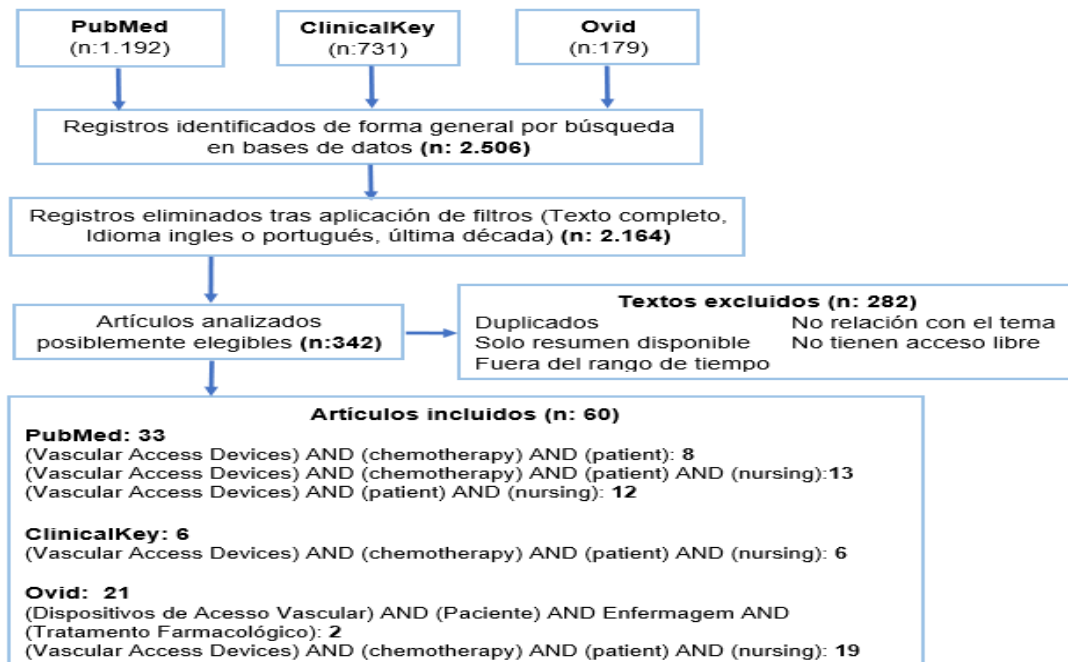 PubMed
(n:1.192)
ClinicalKey
(n:731)
Ovid
(n:179)
Registros identificados de forma general por búsqueda
en bases de datos (n: 2.506)
Registros eliminados tras aplicación de filtros (Texto completo,
Idioma ingles o portugués, última década) (n: 2.164)
Artículos analizados
posiblemente elegibles (n:342)
Textos excluidos (n: 282)
Duplicados
Solo resumen disponible
Fuera del rango de tiempo
No relación con el tema
No tienen acceso libre
Artículos incluidos (n: 60)
PubMed: 33
(Vascular Access Devices) AND (chemotherapy) AND (patient): 8
(Vascular Access Devices) AND (chemotherapy) AND (patient) AND (nursing):13
(Vascular Access Devices) AND (patient) AND (nursing): 12
ClinicalKey: 6
(Vascular Access Devices) AND (chemotherapy) AND (patient) AND (nursing): 6
Ovid: 21
(Dispositivos de Acesso Vascular) AND (Paciente) AND Enfermagem AND
(Tratamento Farmacológico): 2
(Vascular Access Devices) AND (chemotherapy) AND (patient) AND (nursing): 19